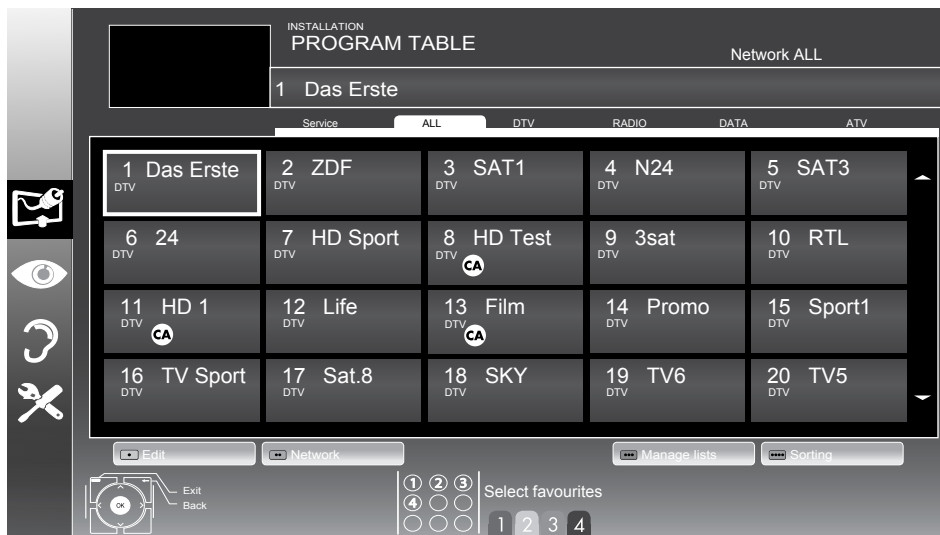 INSTALLATION
PROGRAM TABLE
Network ALL
1 Das Erste
Service ALL DTV RADIO DATA ATV
1 Das Erste 2 ZDF 3 SAT1 4 N24 5 SAT3
DTV DTV DTV DTV DTV
6 24 7 HD Sport 8 HD Test 9 3sat 10 RTL
DTV DTV DTV DTV DTV
CA
11 HD 1 12 Life 13 Film 14 Promo 15 Sport1
DTV DTV DTV DTV DTV
CA CA
16 TV Sport 17 Sat.8 18 SKY 19 TV6 20 TV5
DTV DTV DTV DTV DTV
Edit Network Manage lists Sorting
OK Exit
Back
1 2 3
4
Select favourites
1 2 3 4